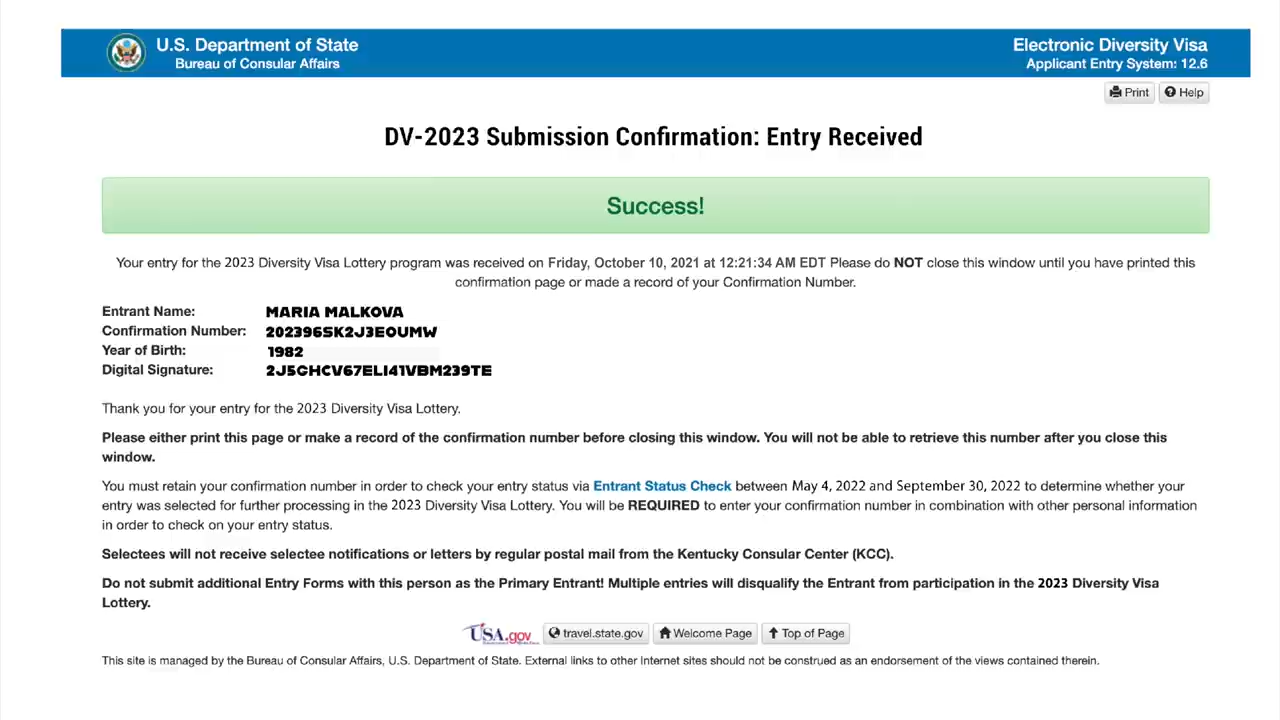 U.S. Department of State
Bureau of Consular Affairs
Electronic Diversity Visa
Applicant Entry System: 12.6
Print Help
DV-2023 Submission Confirmation: Entry Received
Success!
Your entry for the 2023 Diversity Visa Lottery program was received on Friday, October 10, 2021 at 12:21:34 AM EDT Please do NOT close this window until you have printed this
confirmation page or made a record of your Confirmation Number.
Entrant Name: MARIA MALKOVA
Confirmation Number: 202396SK2J3EOUMW
Year of Birth: 1982
Digital Signature: 2J5GHCV67ELI41VBM239TE
Thank you for your entry for the 2023 Diversity Visa Lottery.
Please either print this page or make a record of the confirmation number before closing this window. You will not be able to retrieve this number after you close this
window.
You must retain your confirmation number in order to check your entry status via Entrant Status Check between May 4, 2022 and September 30, 2022 to determine whether your
entry was selected for further processing in the 2023 Diversity Visa Lottery. You will be REQUIRED to enter your confirmation number in combination with other personal information
in order to check on your entry status.
Selectees will not receive selectee notifications or letters by regular postal mail from the Kentucky Consular Center (KCC).
Do not submit additional Entry Forms with this person as the Primary Entrant! Multiple entries will disqualify the Entrant from participation in the 2023 Diversity Visa
Lottery.
USA.gov travel.state.gov Welcome Page Top of Page
This site is managed by the Bureau of Consular Affairs, U.S. Department of State. External links to other Internet sites should not be construed as an endorsement of the views contained therein.